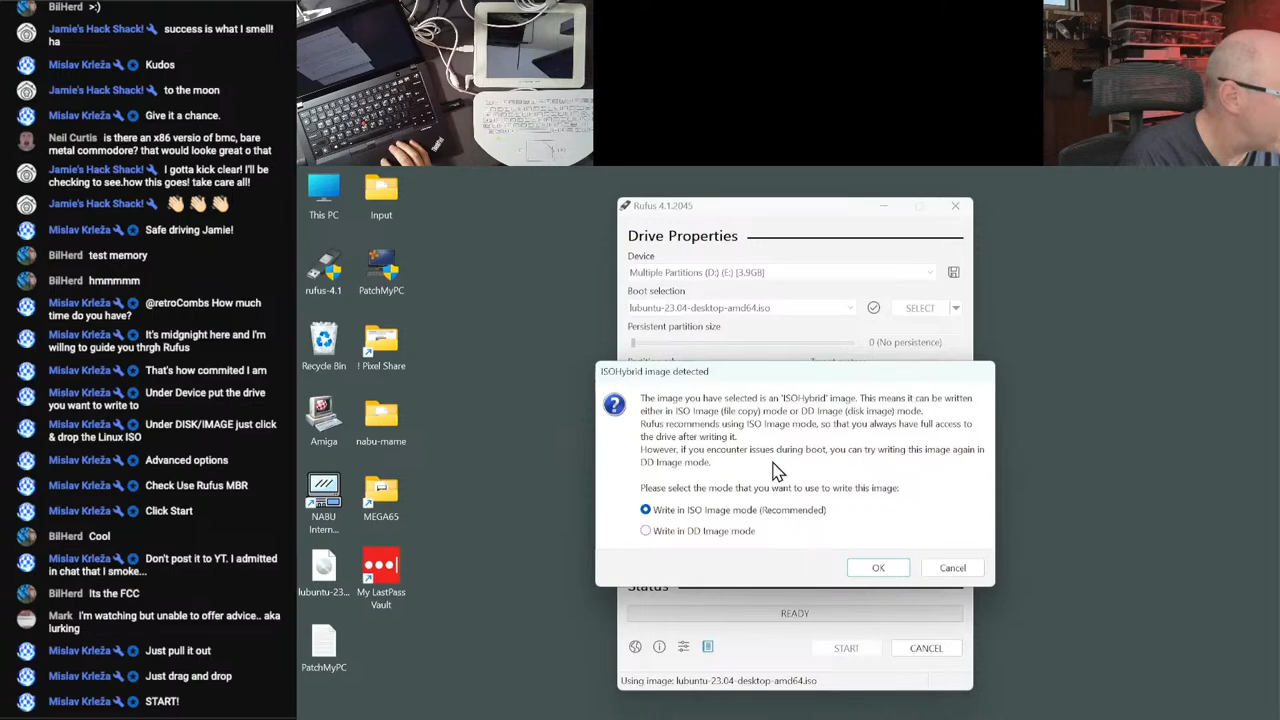 BilHerd >:)
Jamie's Hack Shack! success is what I smell!
ha
Mislav Krleža Kudos
Jamie's Hack Shack! to the moon
Mislav Krleža Give it a chance.
Neil Curtis is there an x86 versio of bmc, bare
metal commodore? that would looke great o that
Jamie's Hack Shack! I gotta kick clear! I'll be
checking to see.how this goes! take care all!
Jamie's Hack Shack! 👏🏻👏🏻👏🏻
Mislav Krleža Safe driving Jamie!
BilHerd test memory
BilHerd hmmmmm
Mislav Krleža @retroCombs How much
time do you have?
Mislav Krleža It's midgnight here and I'm
willng to guide you thrgh Rufus
Mislav Krleža That's how commited I am
Mislav Krleža Under Device put the drive
you want to write to
Mislav Krleža Under DISK/IMAGE just click
& drop the Linux ISO
Mislav Krleža Advanced options
Mislav Krleža Check Use Rufus MBR
Mislav Krleža Click Start
BilHerd Cool
Mislav Krleža Don't post it to YT. I admitted
in chat that I smoke...
BilHerd Its the FCC
Mark I'm watching but unable to offer advice.. aka
lurking
Mislav Krleža Just pull it out
Mislav Krleža Just drag and drop
Mislav Krleža START!
This PC
Input
rufus-4.1
PatchMyPC
Recycle Bin
! Pixel Share
Amiga
nabu-mame
NABU
Intern...
MEGA65
lubuntu-23...
My LastPass
Vault
PatchMyPC
Rufus 4.1.2045
Drive Properties
Device
Multiple Partitions (D:) (E:) [3.9GB]
Boot selection
lubuntu-23.04-desktop-amd64.iso
SELECT
Persistent partition size
0 (No persistence)
ISOHybrid image detected
The image you have selected is an 'ISOHybrid' image. This means it can be written
either in ISO Image (file copy) mode or DD Image (disk image) mode.
Rufus recommends using ISO Image mode, so that you always have full access to
the drive after writing it.
However, if you encounter issues during boot, you can try writing this image again in
DD Image mode.
Please select the mode that you want to use to write this image:
Write in ISO Image mode (Recommended)
Write in DD Image mode
OK
Cancel
Status
READY
START
CANCEL
Using image: lubuntu-23.04-desktop-amd64.iso